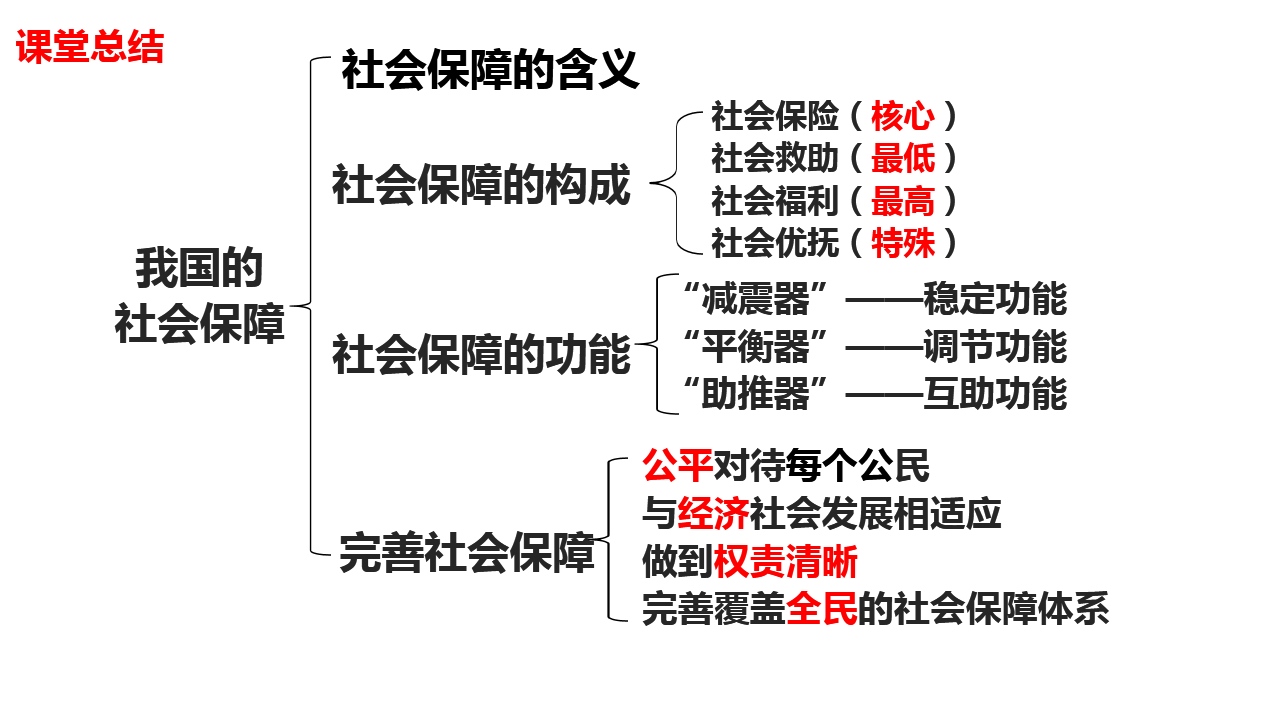 课堂总结
我国的
社会保障
社会保障的含义
社会保障的构成
社会保险（核心）
社会救助（最低）
社会福利（最高）
社会优抚（特殊）
社会保障的功能
“减震器”——稳定功能
“平衡器”——调节功能
“助推器”——互助功能
完善社会保障
公平对待每个公民
与经济社会发展相适应
做到权责清晰
完善覆盖全民的社会保障体系